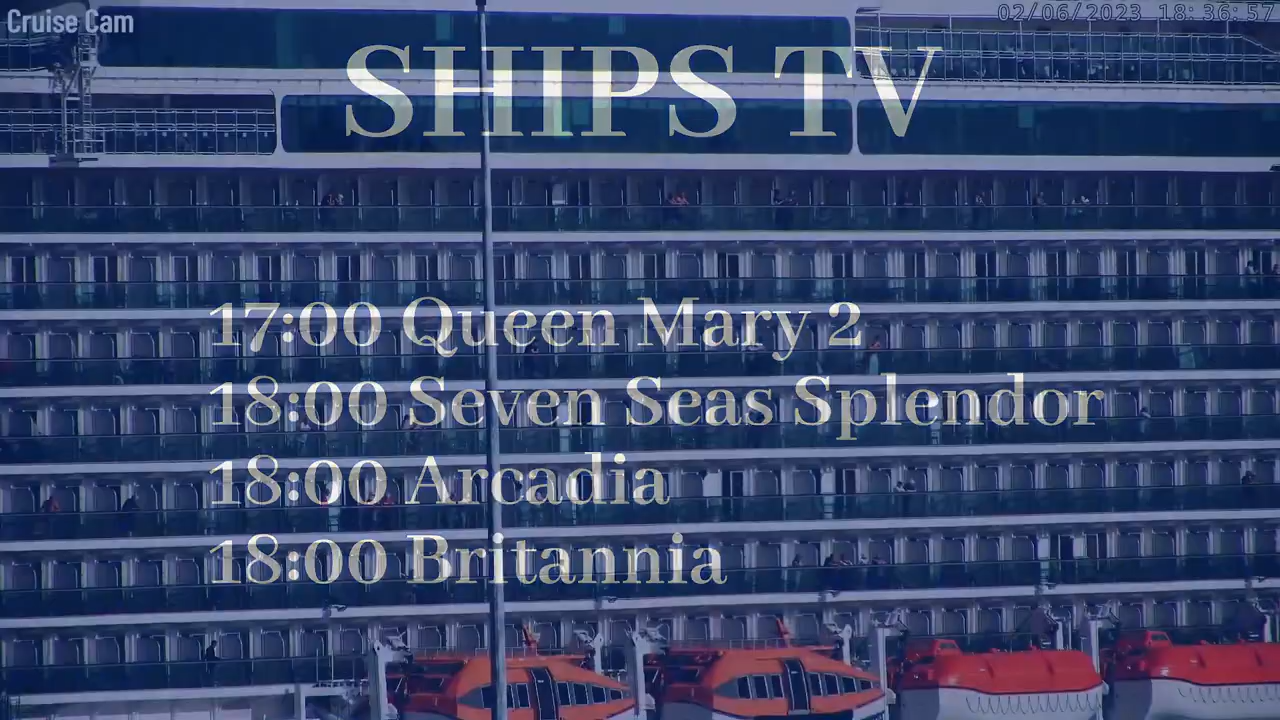 Cruise Cam
02/06/2023 18:36:57
SHIPS TV
17:00 Queen Mary 2
18:00 Seven Seas Splendor
18:00 Arcadia
18:00 Britannia